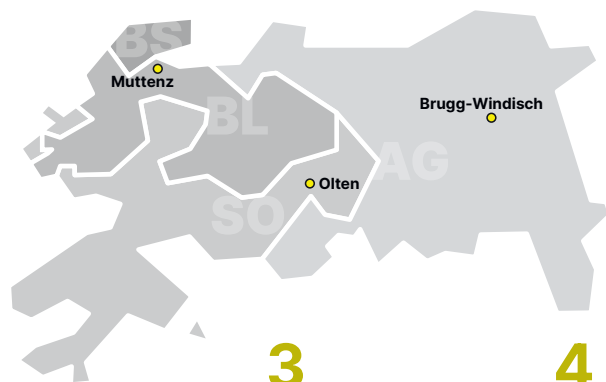 BS
Muttenz
BL
Brugg-Windisch
AG
Olten
SO
3
4